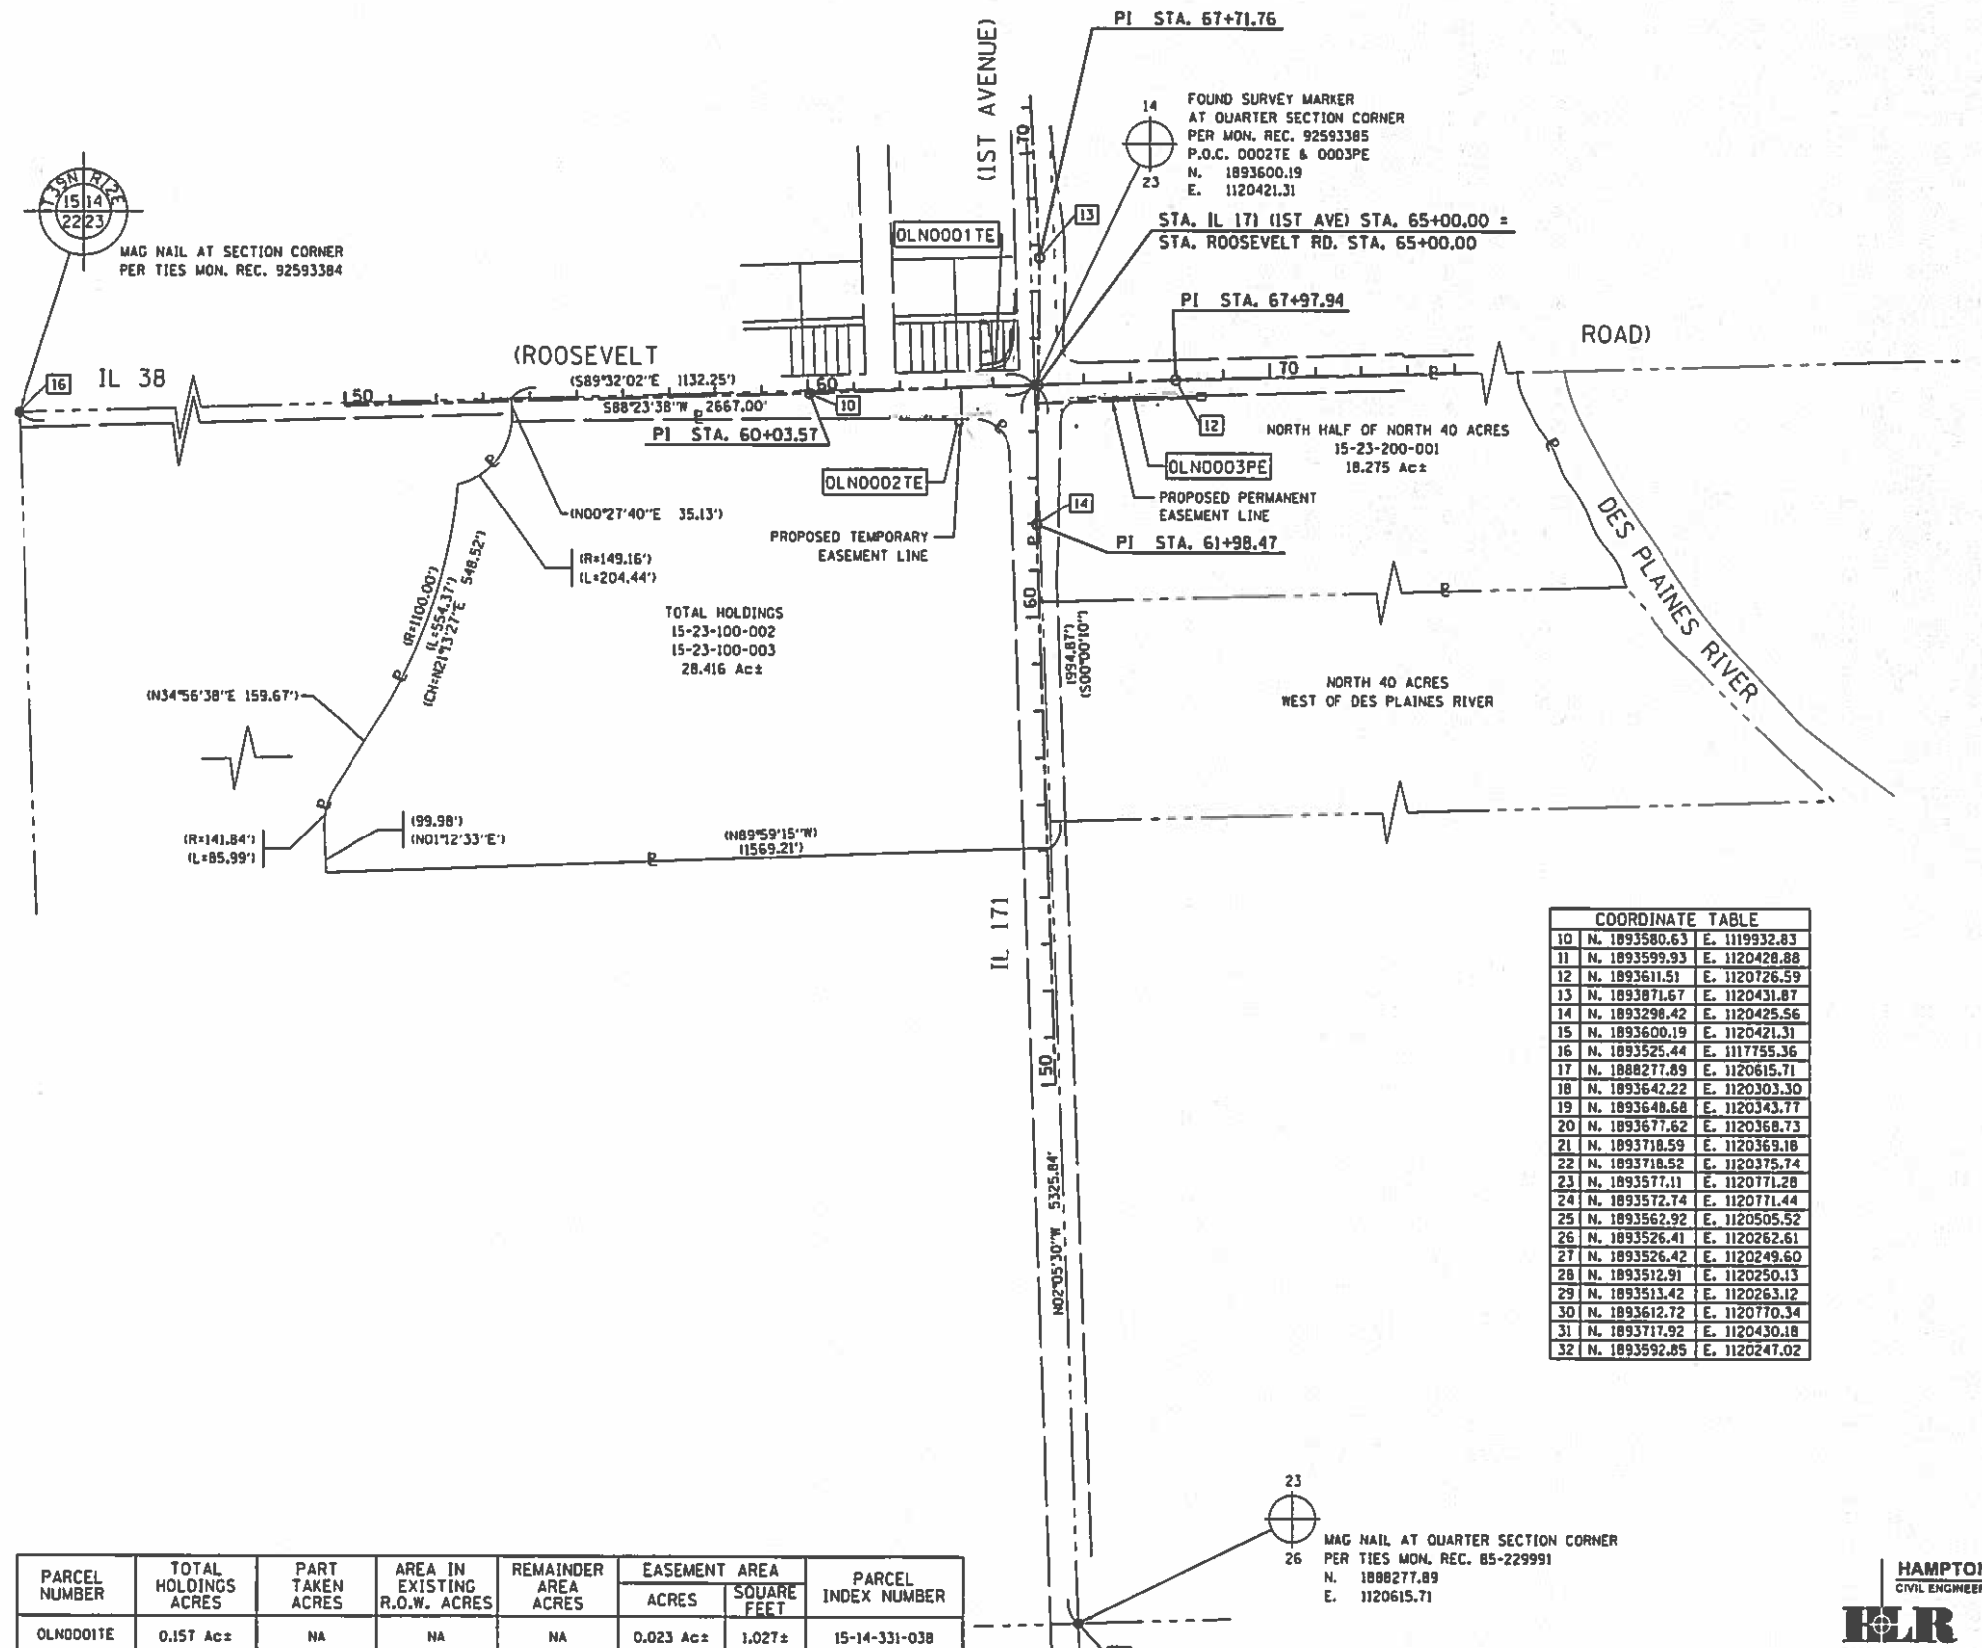 PI STA. 67+71.76
(1ST AVENUE)
70
14
23
FOUND SURVEY MARKER
AT QUARTER SECTION CORNER
PER MON. REC. 92593385
P.O.C. 0002TE & 0003PE
N. 1893600.19
E. 1120421.31
T39N R12E
15 14
22 23
MAG NAIL AT SECTION CORNER
PER TIES MON. REC. 92593384
13
STA. IL 171 (1ST AVE) STA. 65+00.00 =
STA. ROOSEVELT RD. STA. 65+00.00
0LN0001TE
PI STA. 67+97.94
(ROOSEVELT
ROAD)
16
IL 38
(S89°32'02"E 1132.25')
50
60
70
S88°23'38"W 2667.00'
10
PI STA. 60+03.57
12
NORTH HALF OF NORTH 40 ACRES
15-23-200-001
18.275 Ac±
0LN0002TE
0LN0003PE
PROPOSED PERMANENT
EASEMENT LINE
14
PI STA. 61+98.47
(N00°27'40"E 35.13')
PROPOSED TEMPORARY
EASEMENT LINE
(R=149.16')
(L=204.44')
(R=1100.00')
(L=554.37')
(CH=N21°13'27"E 548.52')
TOTAL HOLDINGS
15-23-100-002
15-23-100-003
28.416 Ac±
60
1994.87')
(S00°00'10")
DES PLAINES RIVER
NORTH 40 ACRES
WEST OF DES PLAINES RIVER
(N34°56'38"E 159.67')
(R=141.84')
(L=85.99')
(99.98')
(N01°12'33"E')
(N89°59'15"W)
(1569.21')
IL 171
50
N02°05'30"W 5325.84'
COORDINATE TABLE
10 N. 1893580.63 E. 1119932.83
11 N. 1893599.93 E. 1120428.88
12 N. 1893611.51 E. 1120726.59
13 N. 1893871.67 E. 1120431.87
14 N. 1893298.42 E. 1120425.56
15 N. 1893600.19 E. 1120421.31
16 N. 1893525.44 E. 1117755.36
17 N. 1888277.89 E. 1120615.71
18 N. 1893642.22 E. 1120303.30
19 N. 1893648.68 E. 1120343.77
20 N. 1893677.62 E. 1120368.73
21 N. 1893718.59 E. 1120369.18
22 N. 1893718.52 E. 1120375.74
23 N. 1893577.11 E. 1120771.28
24 N. 1893572.74 E. 1120771.44
25 N. 1893562.92 E. 1120505.52
26 N. 1893526.41 E. 1120262.61
27 N. 1893526.42 E. 1120249.60
28 N. 1893512.91 E. 1120250.13
29 N. 1893513.42 E. 1120263.12
30 N. 1893612.72 E. 1120770.34
31 N. 1893717.92 E. 1120430.18
32 N. 1893592.85 E. 1120247.02
23
26
MAG NAIL AT QUARTER SECTION CORNER
PER TIES MON. REC. 85-229991
N. 1888277.89
E. 1120615.71
PARCEL NUMBER TOTAL HOLDINGS ACRES PART TAKEN ACRES AREA IN EXISTING R.O.W. ACRES REMAINDER AREA ACRES EASEMENT AREA ACRES SQUARE FEET PARCEL INDEX NUMBER
0LN0001TE 0.157 Ac± NA NA NA 0.023 Ac± 1,027± 15-14-331-038
HAMPTON
CIVIL ENGINEER
HLR